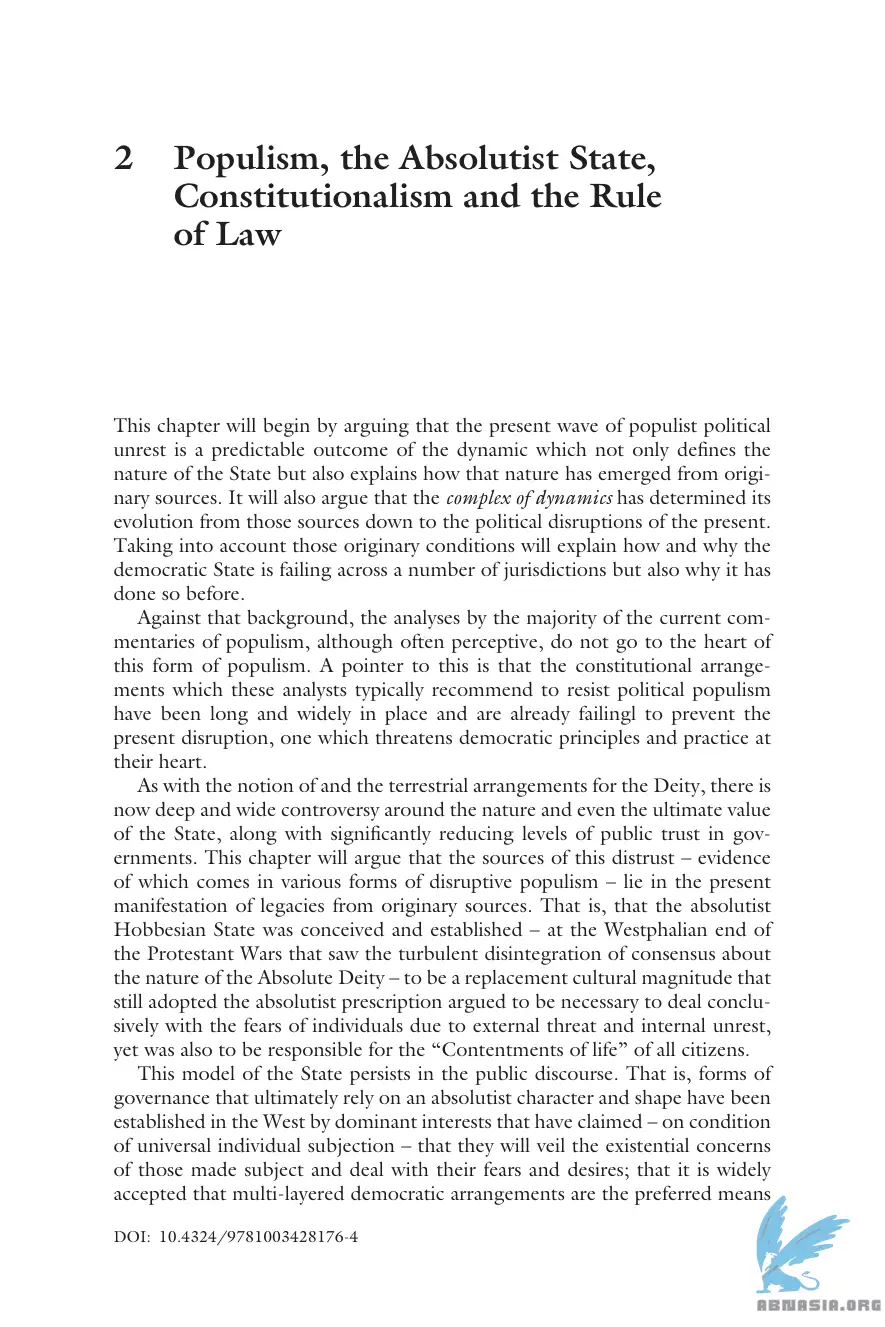 2 Populism, the Absolutist State,
Constitutionalism and the Rule
of Law
This chapter will begin by arguing that the present wave of populist political
unrest is a predictable outcome of the dynamic which not only defines the
nature of the State but also explains how that nature has emerged from origi-
nary sources. It will also argue that the complex of dynamics has determined its
evolution from those sources down to the political disruptions of the present.
Taking into account those originary conditions will explain how and why the
democratic State is failing across a number of jurisdictions but also why it has
done so before.
Against that background, the analyses by the majority of the current com-
mentaries of populism, although often perceptive, do not go to the heart of
this form of populism. A pointer to this is that the constitutional arrange-
ments which these analysts typically recommend to resist political populism
have been long and widely in place and are already failingl to prevent the
present disruption, one which threatens democratic principles and practice at
their heart.
As with the notion of and the terrestrial arrangements for the Deity, there is
now deep and wide controversy around the nature and even the ultimate value
of the State, along with significantly reducing levels of public trust in gov-
ernments. This chapter will argue that the sources of this distrust – evidence
of which comes in various forms of disruptive populism – lie in the present
manifestation of legacies from originary sources. That is, that the absolutist
Hobbesian State was conceived and established – at the Westphalian end of
the Protestant Wars that saw the turbulent disintegration of consensus about
the nature of the Absolute Deity – to be a replacement cultural magnitude that
still adopted the absolutist prescription argued to be necessary to deal conclu-
sively with the fears of individuals due to external threat and internal unrest,
yet was also to be responsible for the “Contentments of life” of all citizens.
This model of the State persists in the public discourse. That is, forms of
governance that ultimately rely on an absolutist character and shape have been
established in the West by dominant interests that have claimed – on condition
of universal individual subjection – that they will veil the existential concerns
of those made subject and deal with their fears and desires; that it is widely
accepted that multi-layered democratic arrangements are the preferred means
DOI: 10.4324/9781003428176-4
ABNASIA.ORG